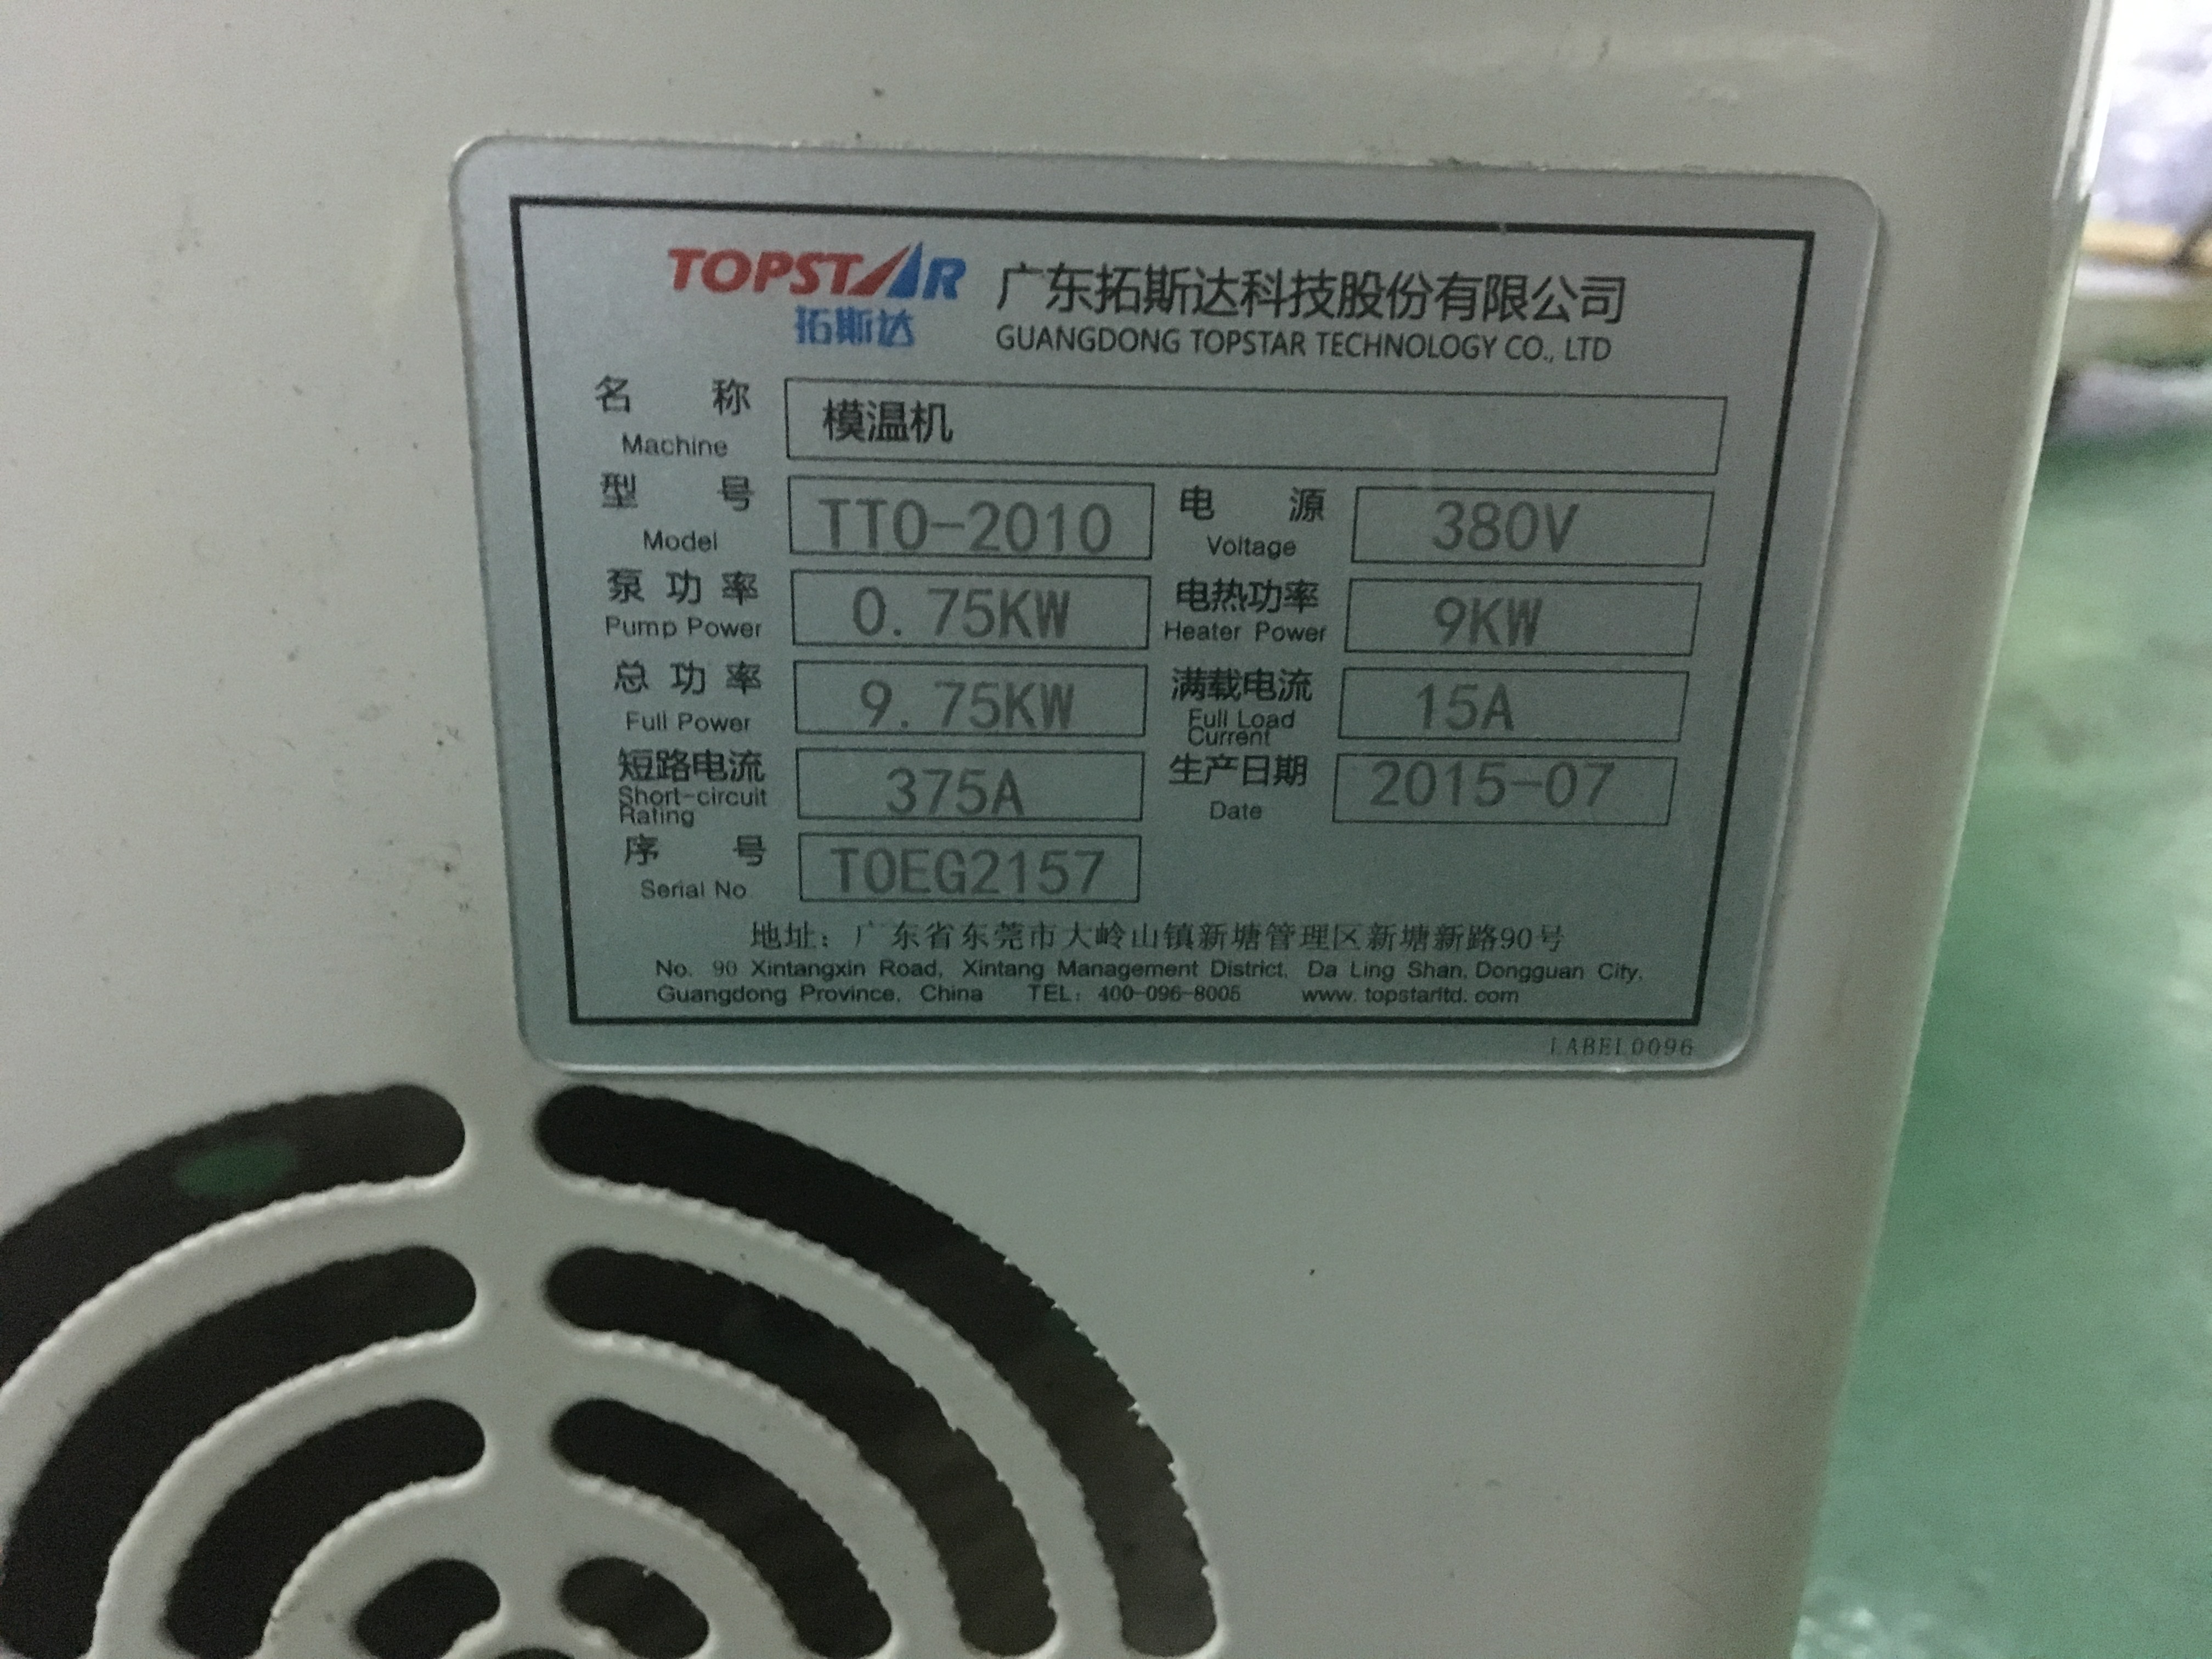 TOPSTAR 广东拓斯达科技股份有限公司
拓斯达 GUANGDONG TOPSTAR TECHNOLOGY CO., LTD
名 称 模温机
Machine
型 号 TTO-2010 电 源 380V
Model Voltage
泵 功 率 0.75KW 电热功率 9KW
Pump Power Heater Power
总 功 率 9.75KW 满载电流 15A
Full Power Full Load
Current
短路电流 375A 生产日期 2015-07
Short-circuit Date
Rating
序 号 TOEG2157
Serial No.
地址：广东省东莞市大岭山镇新塘管理区新塘新路90号
No. 90 Xintangxin Road, Xintang Management District, Da Ling Shan, Dongguan City,
Guangdong Province, China TEL: 400-096-8005 www.topstarltd.com
LABEL0096